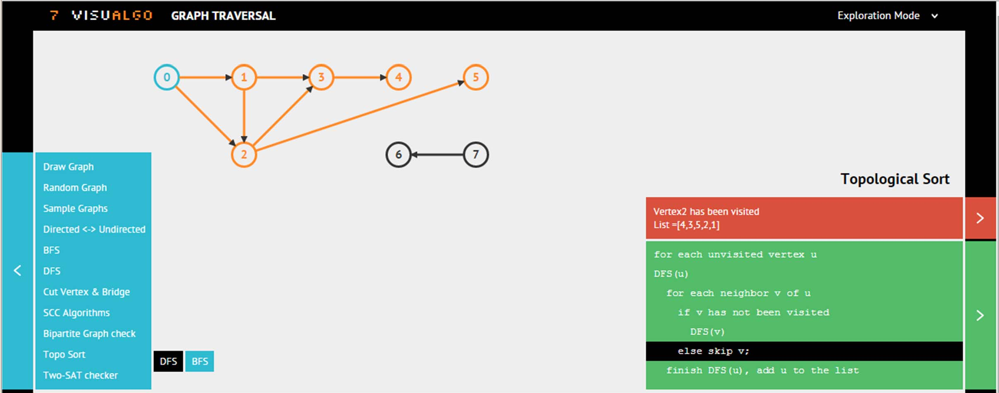 7 VISUALGO GRAPH TRAVERSAL Exploration Mode
0 1 3 4 5
2 6 7
Draw Graph
Random Graph
Sample Graphs
Directed <-> Undirected
BFS
DFS
Cut Vertex & Bridge
SCC Algorithms
Bipartite Graph check
Topo Sort
Two-SAT checker
DFS BFS
Topological Sort
Vertex2 has been visited
List =[4,3,5,2,1]
for each unvisited vertex u
DFS(u)
for each neighbor v of u
if v has not been visited
DFS(v)
else skip v;
finish DFS(u), add u to the list